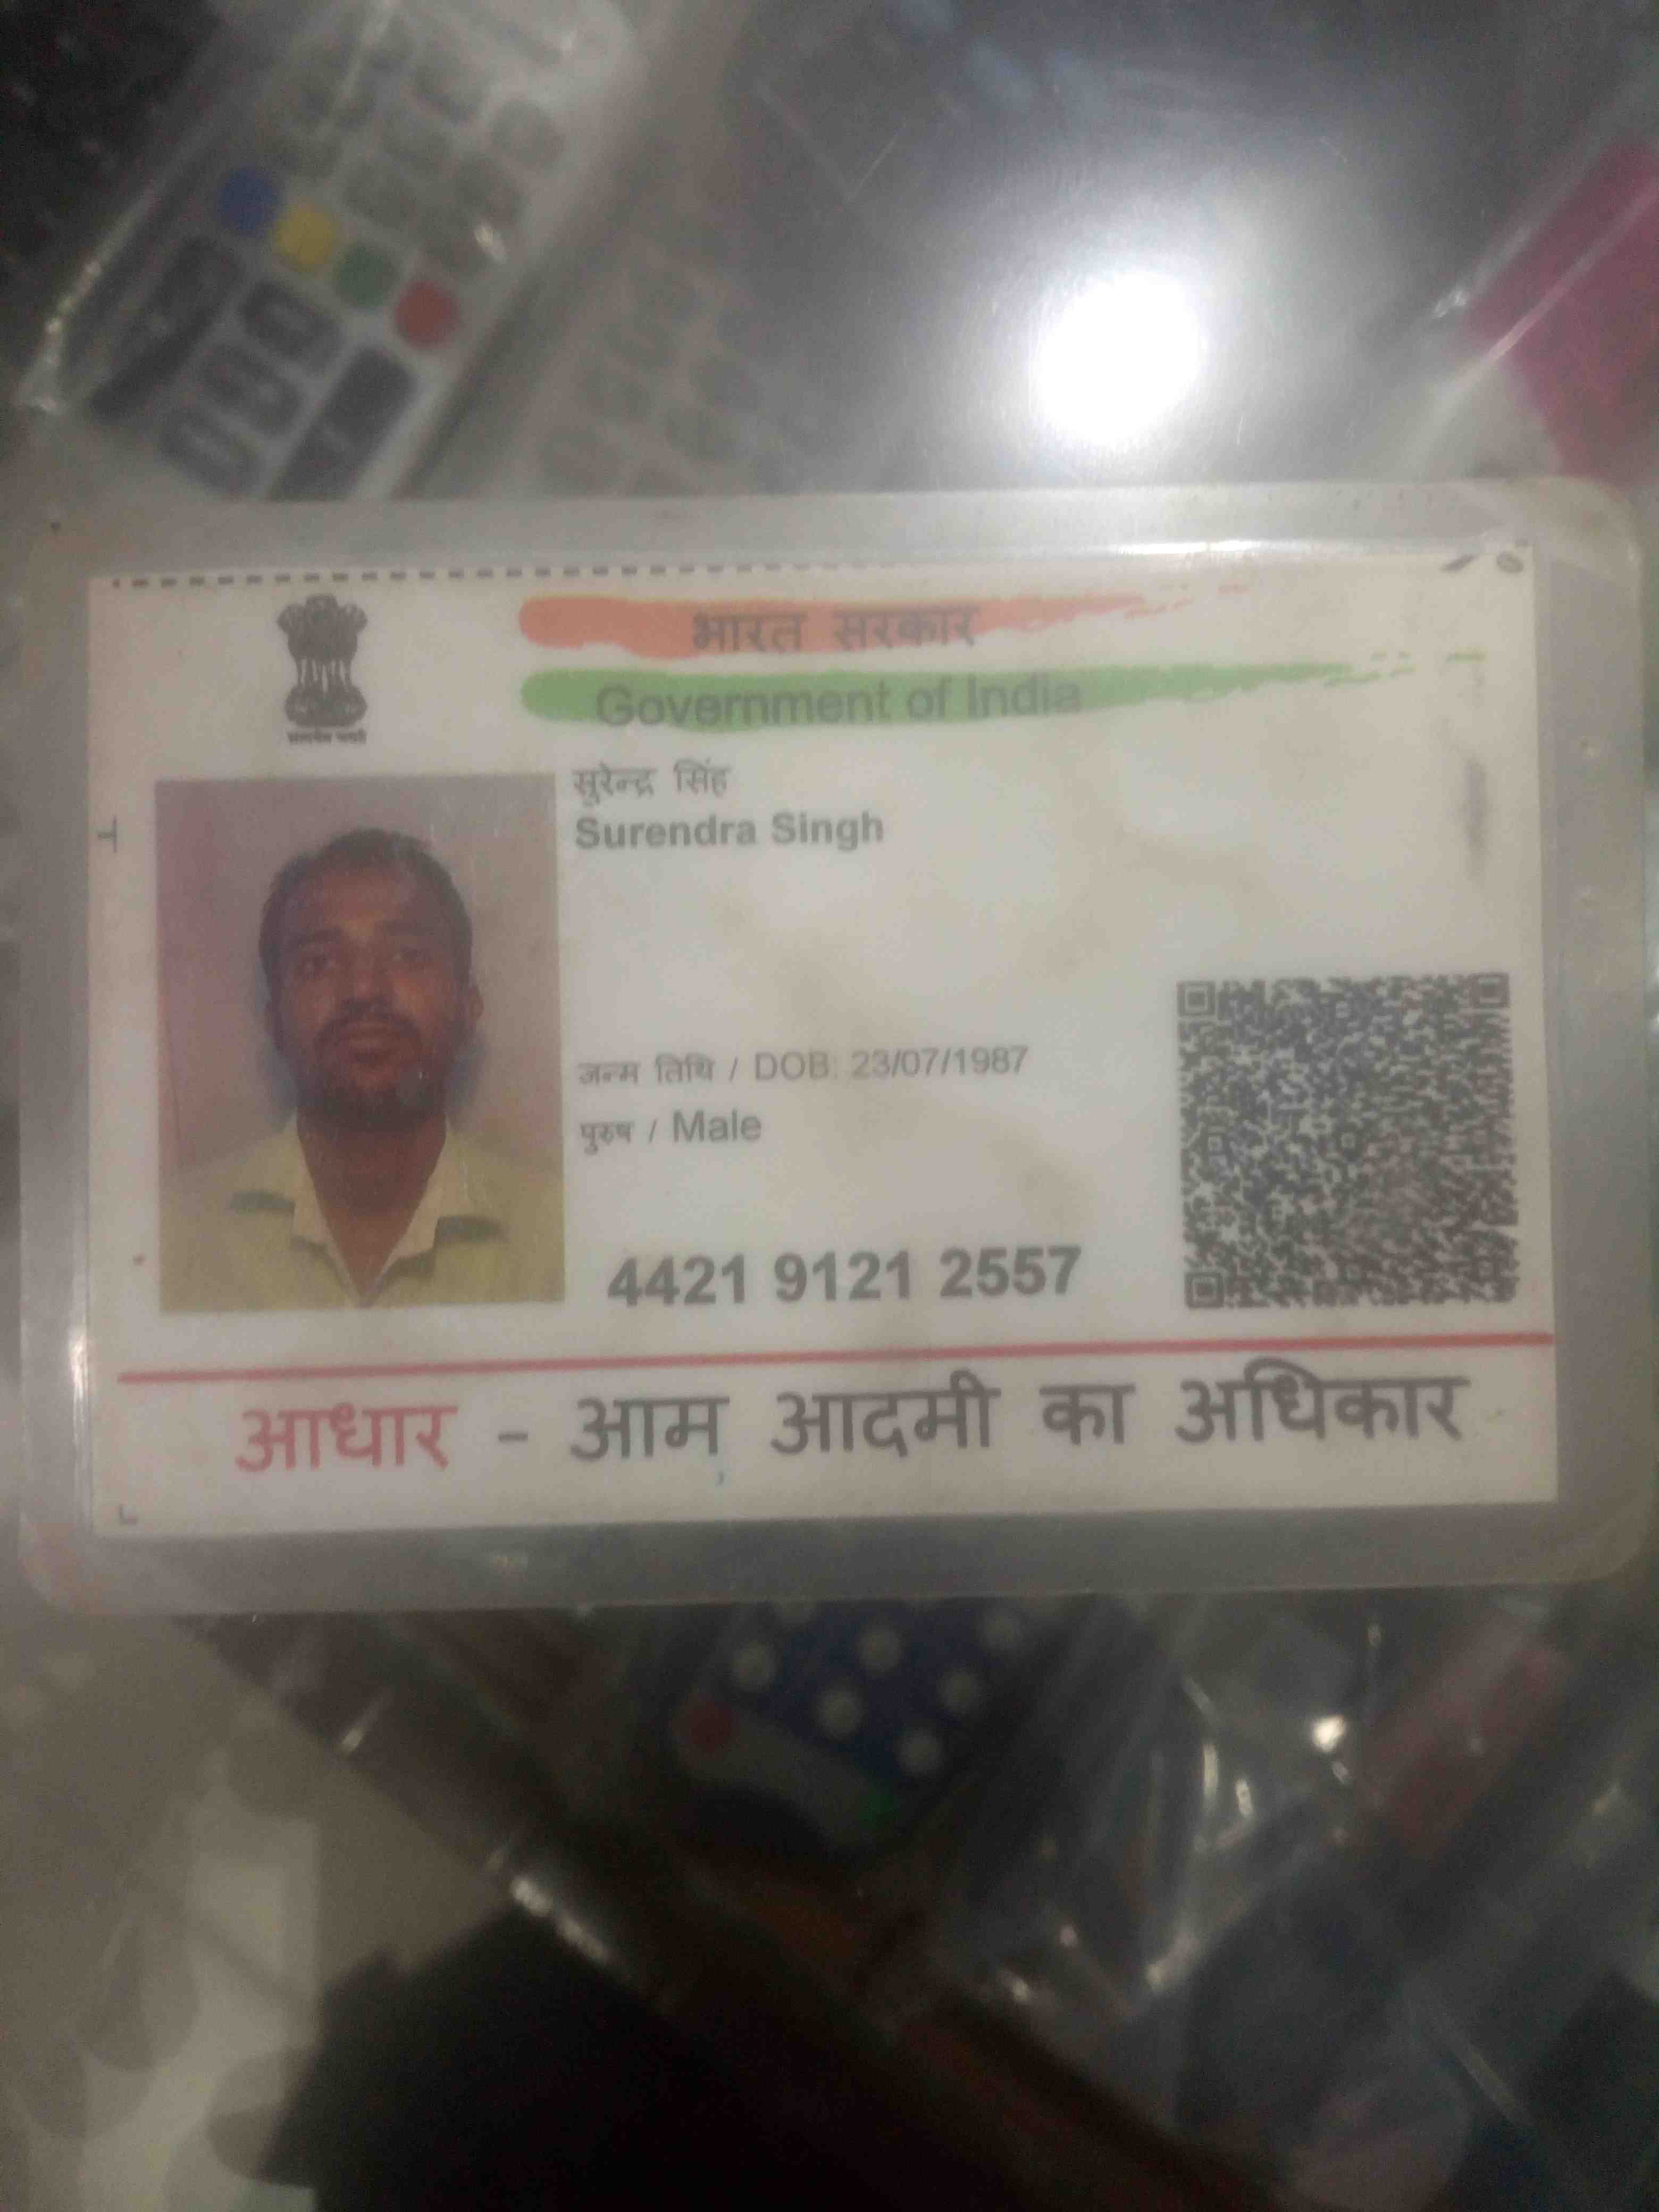 भारत सरकार
Government of India
सत्यमेव जयते
सुरेन्द्र सिंह
Surendra Singh
जन्म तिथि / DOB: 23/07/1987
पुरुष / Male
4421 9121 2557
आधार - आम आदमी का अधिकार